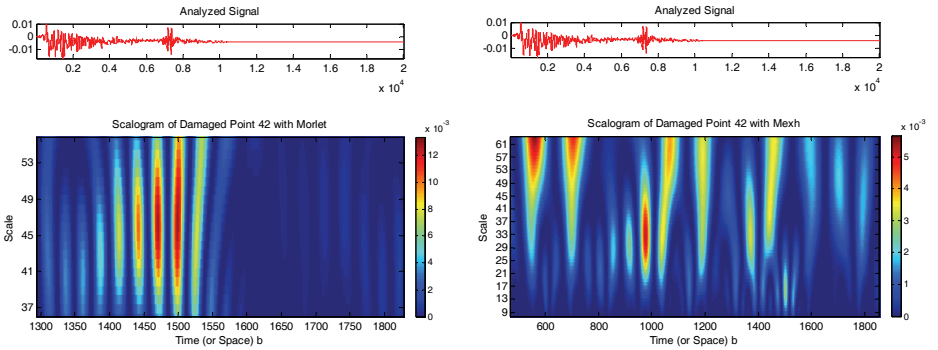 Analyzed Signal
0.01
0
-0.01
0.2 0.4 0.6 0.8 1 1.2 1.4 1.6 1.8 2
x 10^4
Scalogram of Damaged Point 42 with Morlet
x 10^-3
Scale
53
49
45
41
37
12
10
8
6
4
2
0
1300 1350 1400 1450 1500 1550 1600 1650 1700 1750 1800
Time (or Space) b
Analyzed Signal
0.01
0
-0.01
0.2 0.4 0.6 0.8 1 1.2 1.4 1.6 1.8 2
x 10^4
Scalogram of Damaged Point 42 with Mexh
x 10^-3
Scale
61
57
53
49
45
41
37
33
29
25
21
17
13
9
5
4
3
2
1
0
600 800 1000 1200 1400 1600 1800
Time (or Space) b